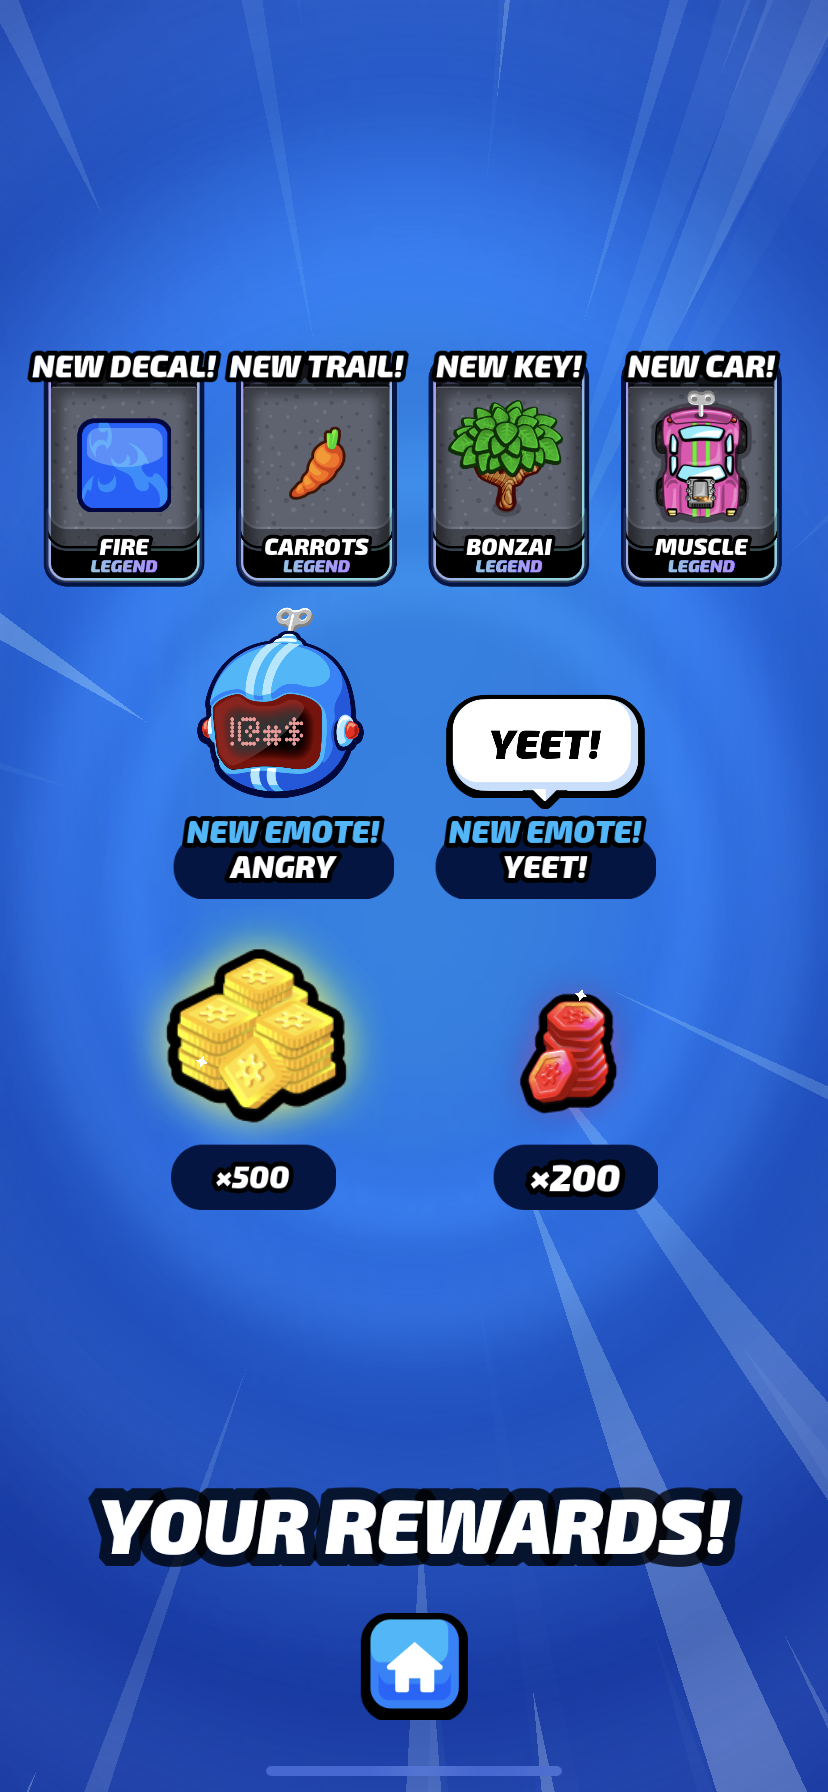 NEW DECAL! NEW TRAIL! NEW KEY! NEW CAR!
FIRE CARROTS BONZAI MUSCLE
LEGEND LEGEND LEGEND LEGEND
!@*$
YEET!
NEW EMOTE! NEW EMOTE!
ANGRY YEET!
×500 ×200
YOUR REWARDS!